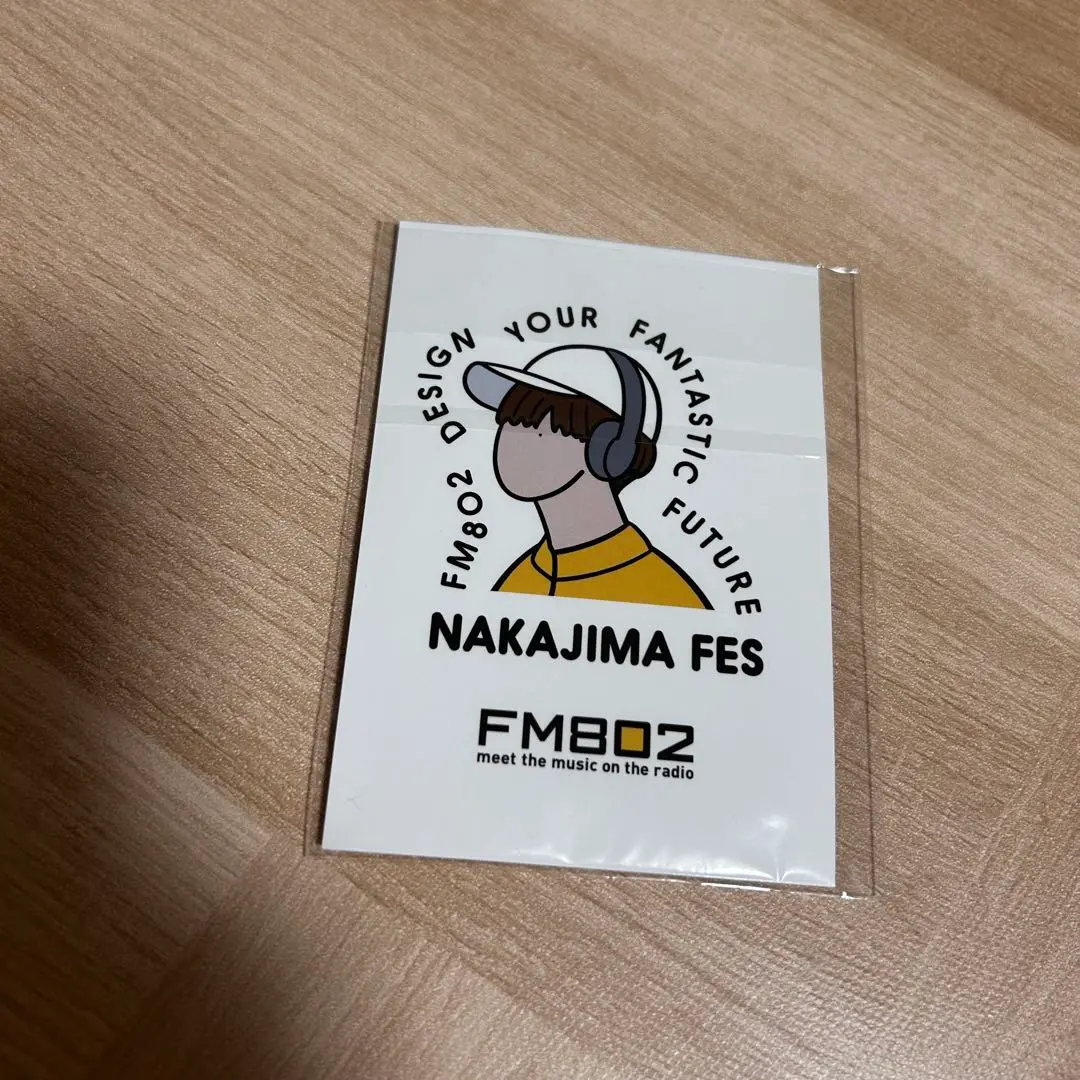 FM802 DESIGN YOUR FANTASTIC FUTURE
NAKAJIMA FES
FM802
meet the music on the radio